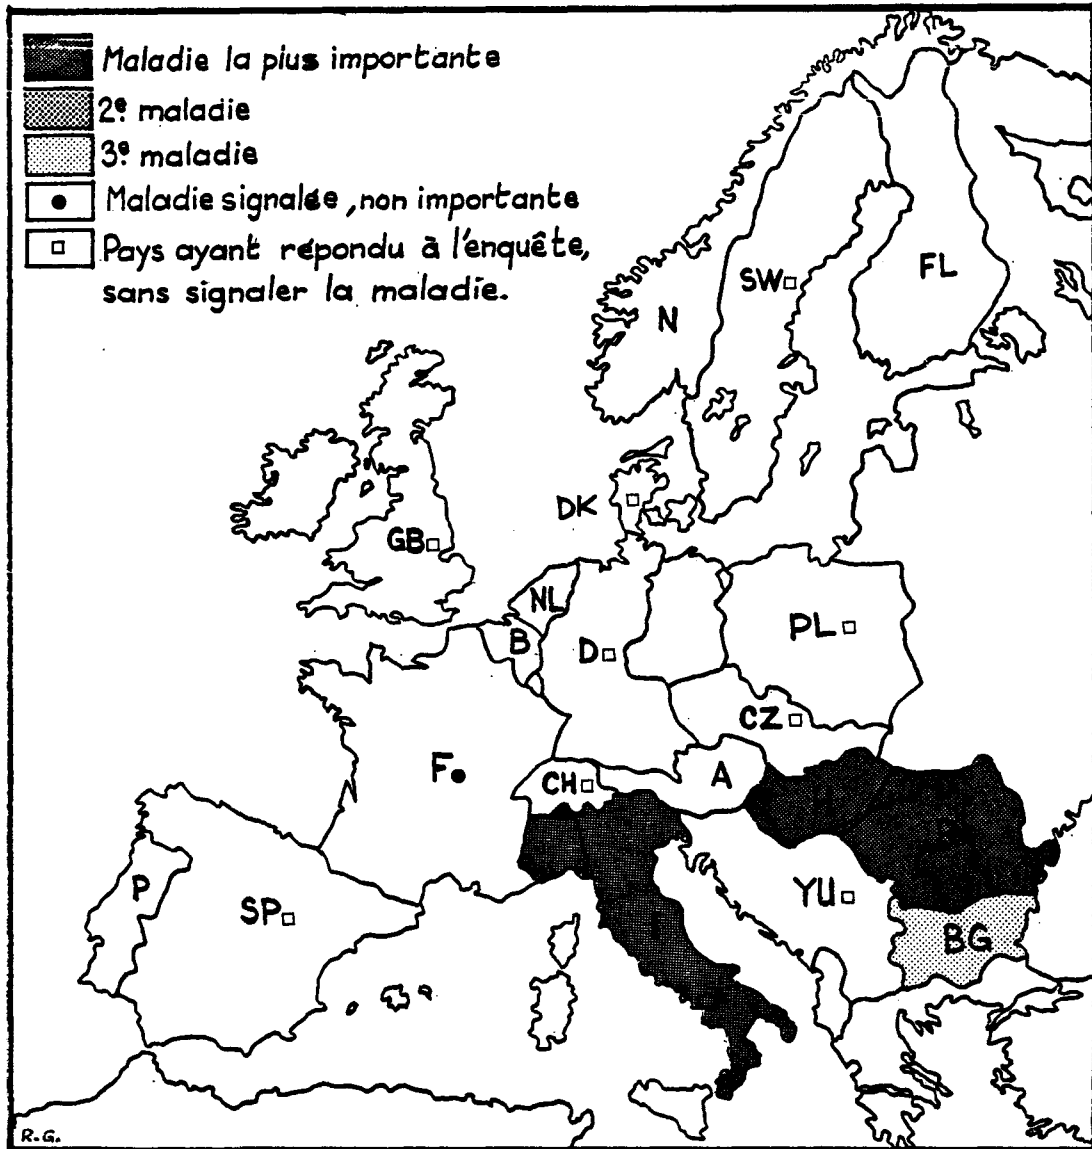 Maladie la plus importante
2e maladie
3e maladie
Maladie signalée, non importante
Pays ayant répondu à l'enquête,
sans signaler la maladie.
SW
FL
N
DK
GB
NL
B
D
PL
CZ
F
CH
A
P
SP
YU
BG
R.G.